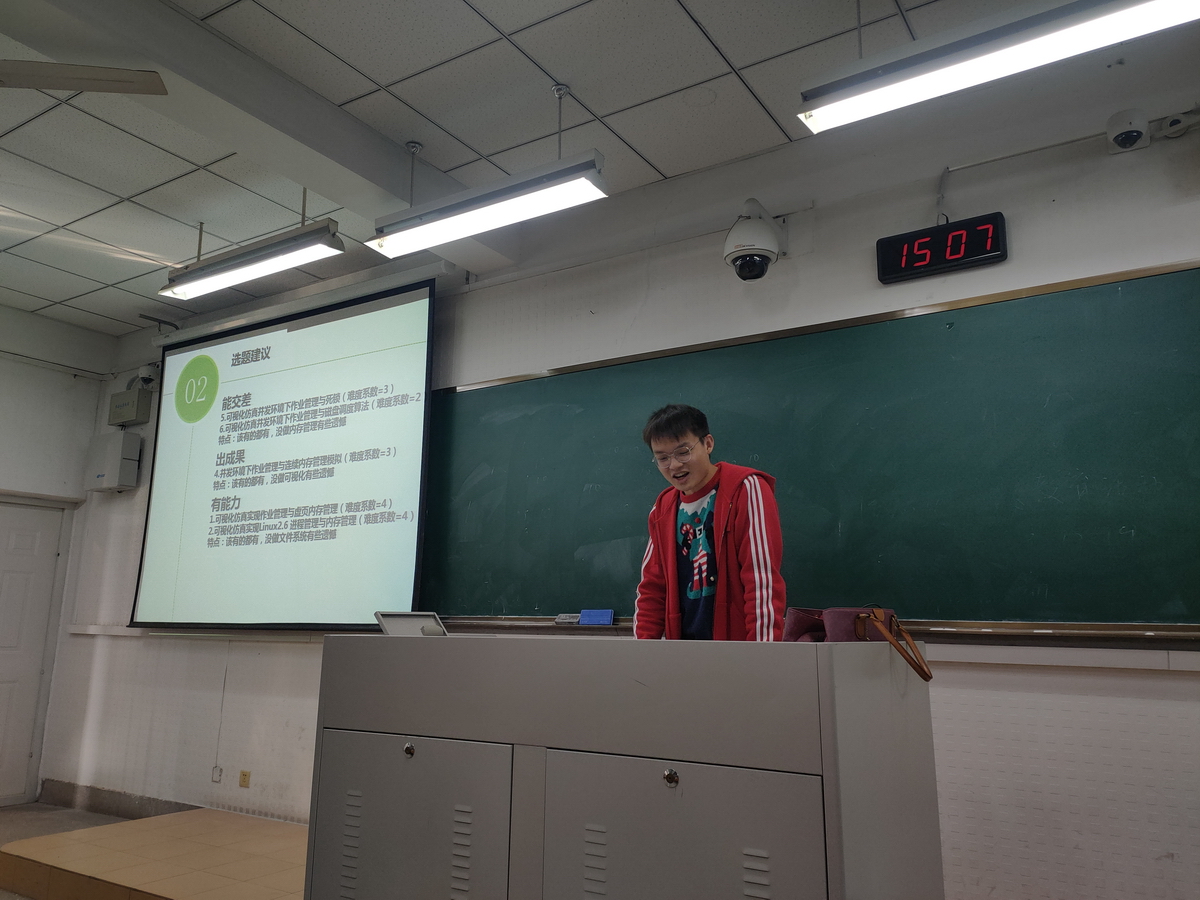 02
选题建议
能交差
5.可视化仿真并发环境下作业管理与死锁（难度系数=3）
6.可视化仿真并发环境下作业管理与磁盘调度算法（难度系数=2
特点：该有的都有，没做内存管理有些遗憾
出成果
4.并发环境下作业管理与连续内存管理模拟（难度系数=3）
特点：该有的都有，没做可视化有些遗憾
有能力
1.可视化仿真实现作业管理与虚页内存管理（难度系数=4）
2.可视化仿真实现Linux2.6 进程管理与内存管理（难度系数=4）
特点：该有的都有，没做文件系统有些遗憾
15 07